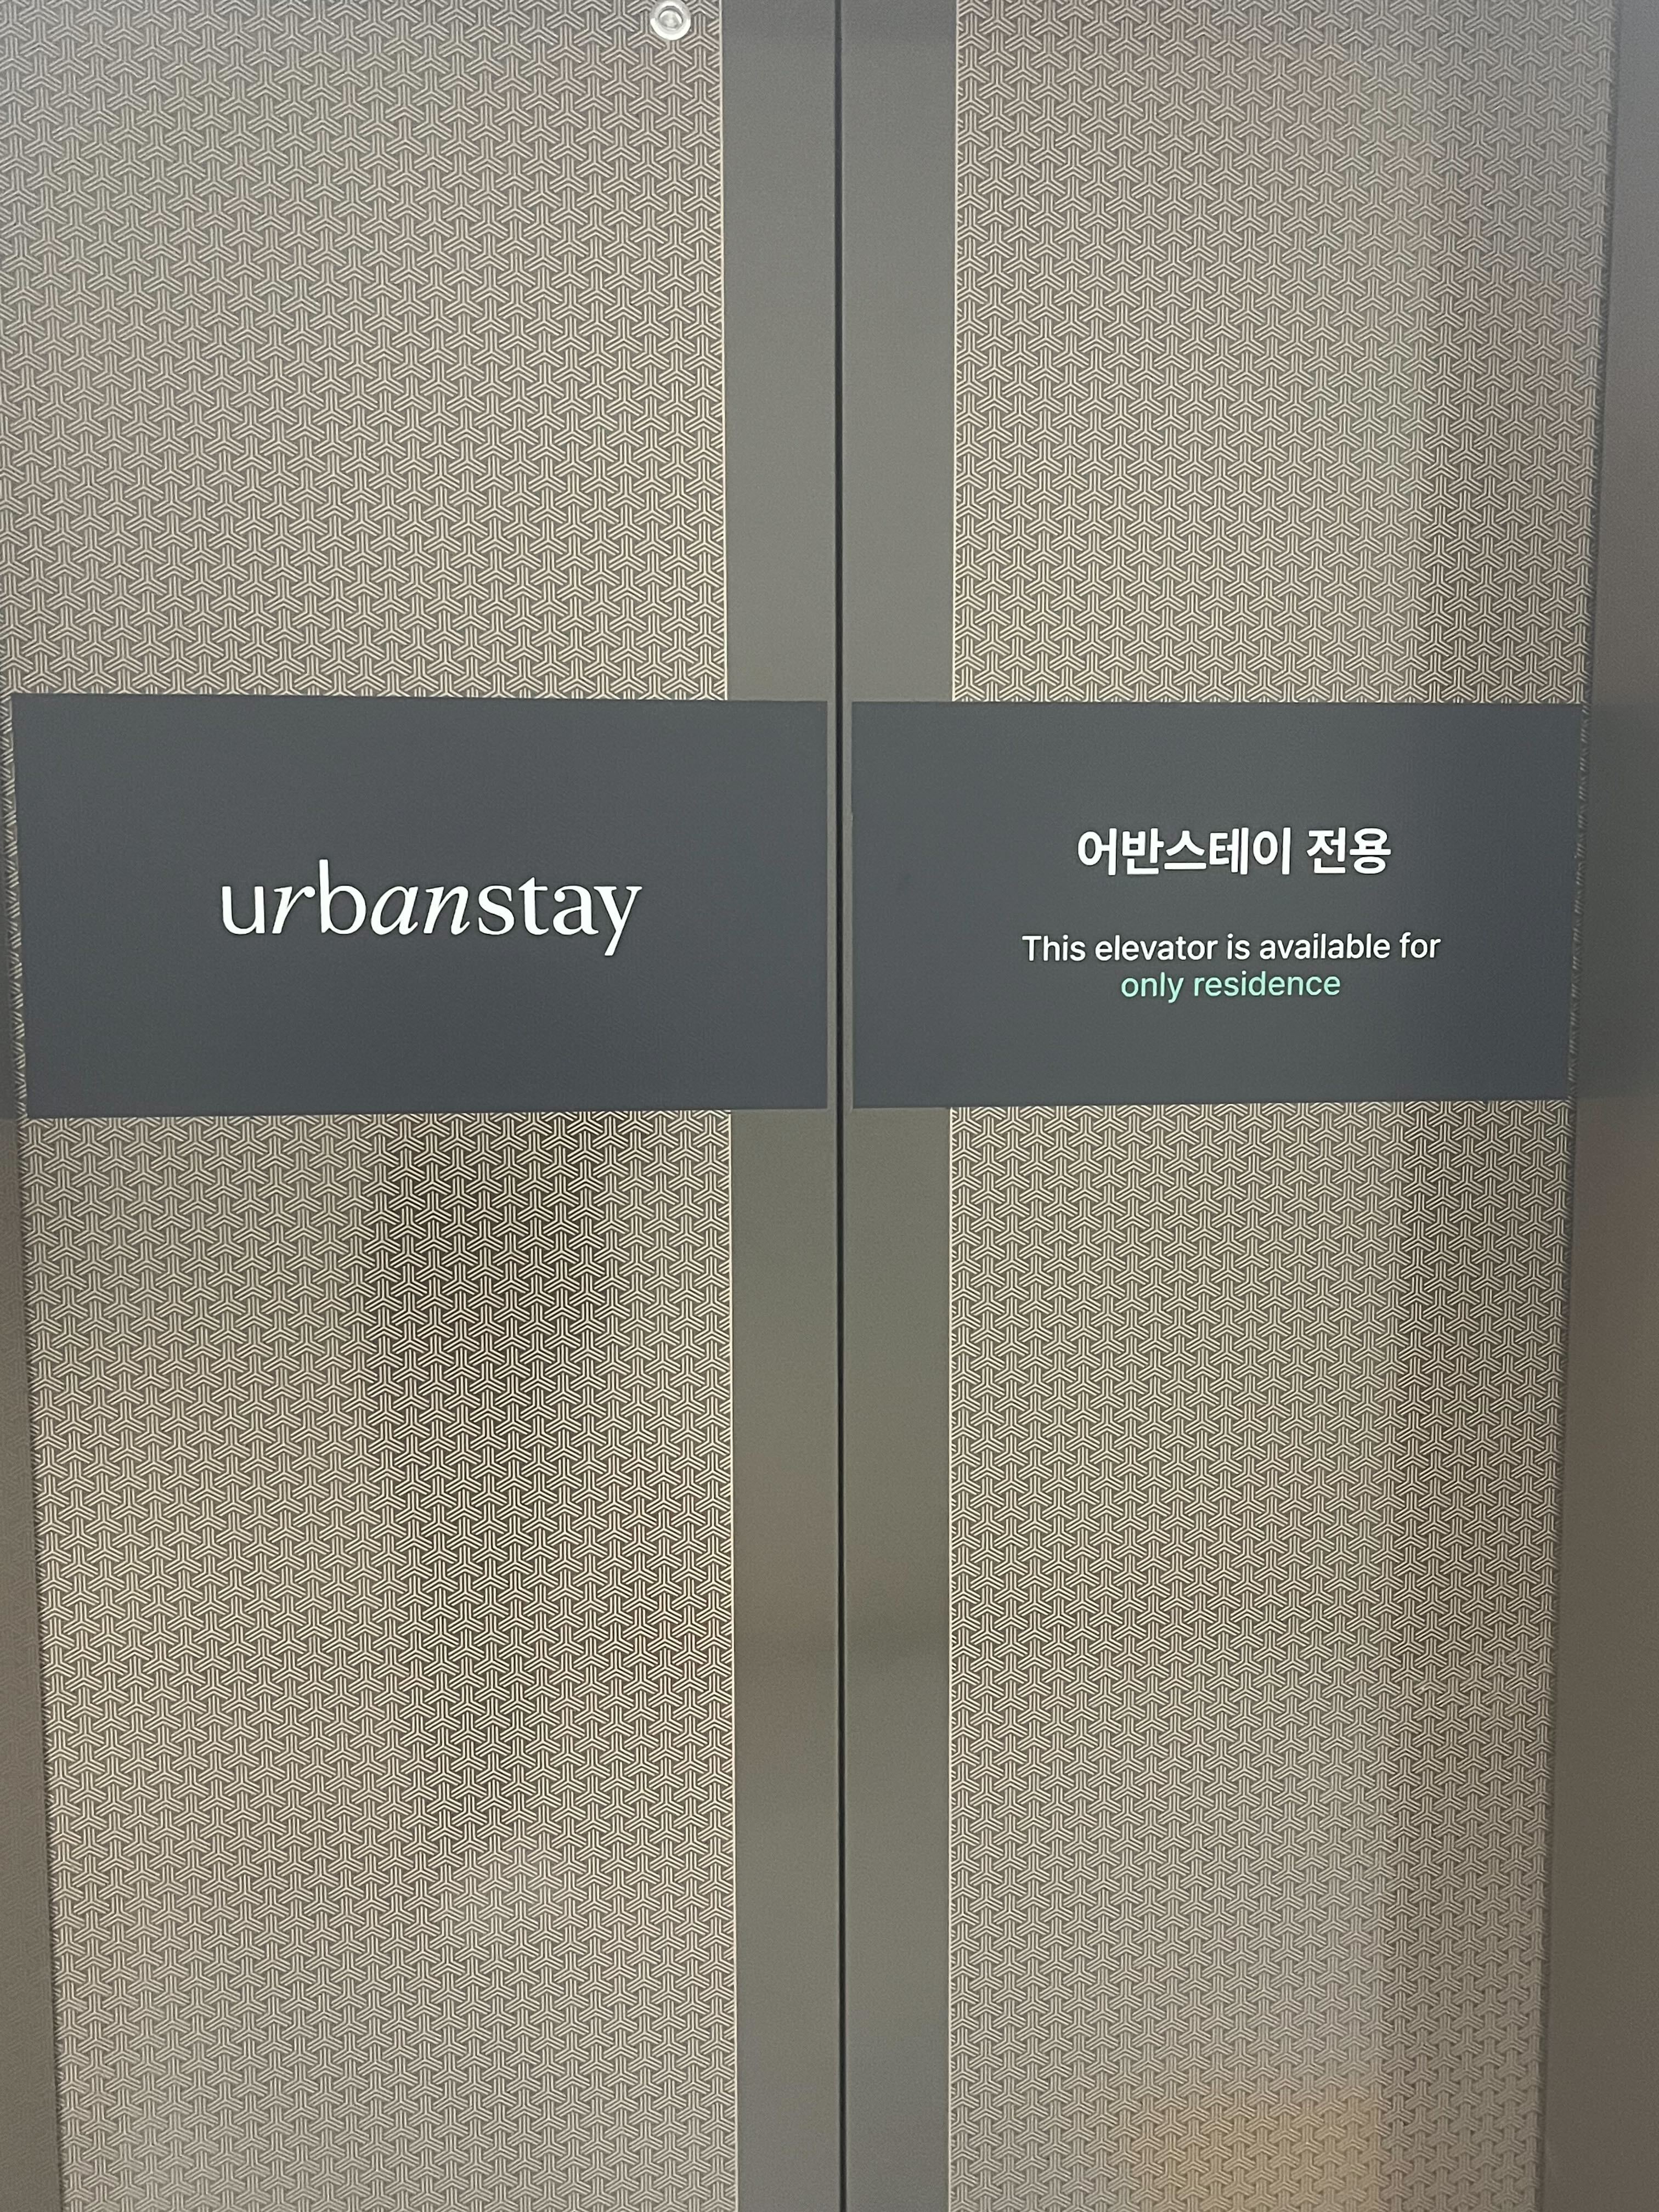 urbanstay
어반스테이 전용
This elevator is available for
only residence